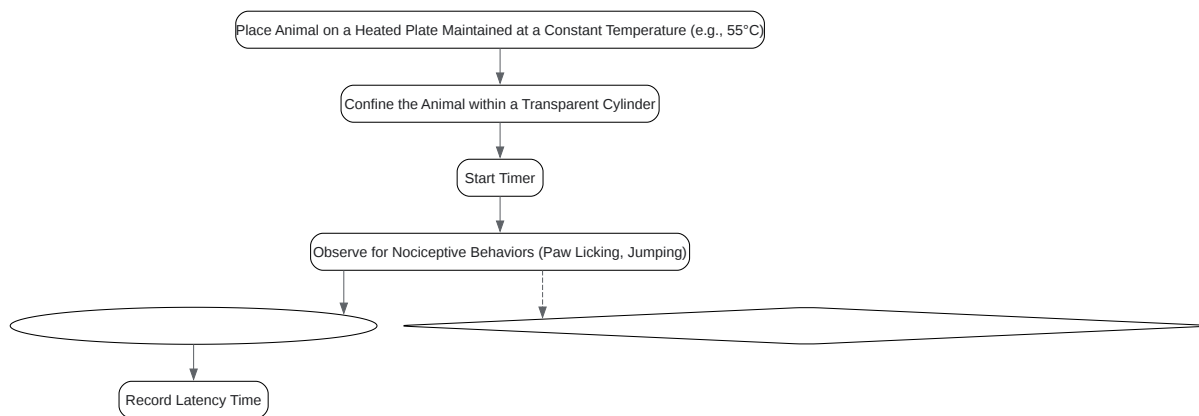 Place Animal on a Heated Plate Maintained at a Constant Temperature (e.g., 55°C)
Confine the Animal within a Transparent Cylinder
Start Timer
Observe for Nociceptive Behaviors (Paw Licking, Jumping)
Record Latency Time